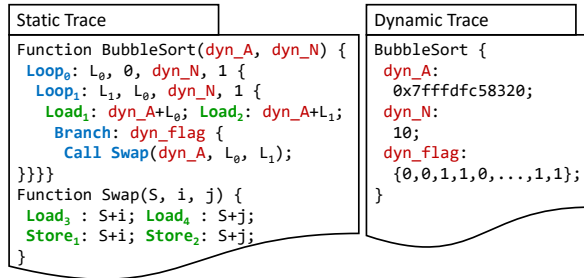 Static Trace
Function BubbleSort(dyn_A, dyn_N) {
Loop₀: L₀, 0, dyn_N, 1 {
Loop₁: L₁, L₀, dyn_N, 1 {
Load₁: dyn_A+L₀; Load₂: dyn_A+L₁;
Branch: dyn_flag {
Call Swap(dyn_A, L₀, L₁);
}}}}
Function Swap(S, i, j) {
Load₃ : S+i; Load₄ : S+j;
Store₁: S+i; Store₂: S+j;
}
Dynamic Trace
BubbleSort {
dyn_A:
0x7fffdfc58320;
dyn_N:
10;
dyn_flag:
{0,0,1,1,0,...,1,1};
}